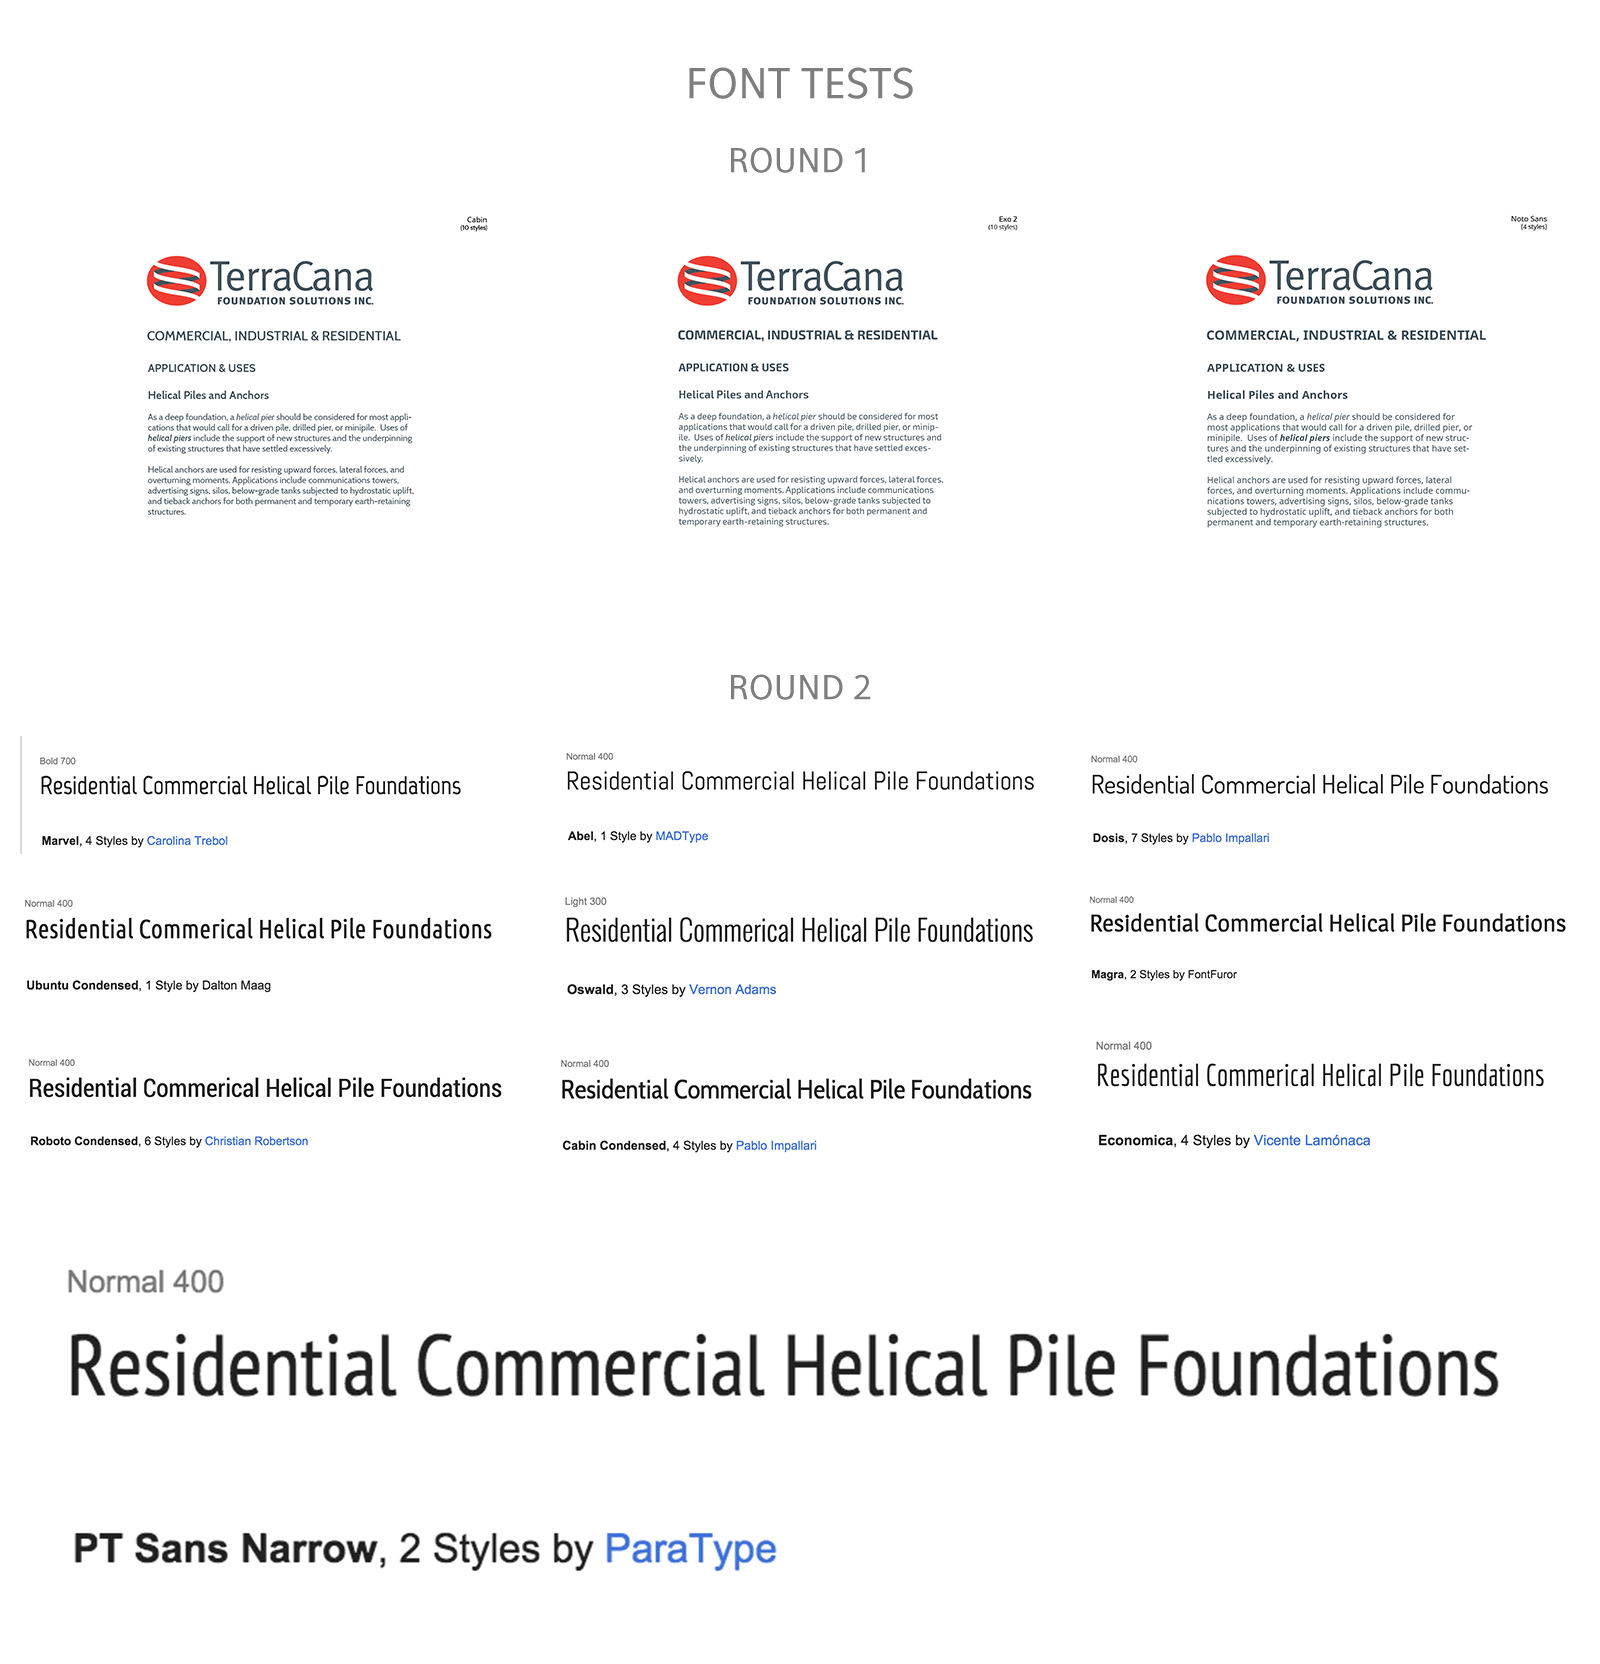 FONT TESTS
ROUND 1
Cabin
(10 styles)
TerraCana
FOUNDATION SOLUTIONS INC.
COMMERCIAL, INDUSTRIAL & RESIDENTIAL
APPLICATION & USES
Helical Piles and Anchors
As a deep foundation, a helical pier should be considered for most appli-
cations that would call for a driven pile, drilled pier, or minipile.  Uses of
helical piers include the support of new structures and the underpinning
of existing structures that have settled excessively.
Helical anchors are used for resisting upward forces, lateral forces, and
overturning moments. Applications include communications towers,
advertising signs, silos, below-grade tanks subjected to hydrostatic uplift,
and tieback anchors for both permanent and temporary earth-retaining
structures.
Exo 2
(10 styles)
TerraCana
FOUNDATION SOLUTIONS INC.
COMMERCIAL, INDUSTRIAL & RESIDENTIAL
APPLICATION & USES
Helical Piles and Anchors
As a deep foundation, a helical pier should be considered for most
applications that would call for a driven pile, drilled pier, or minip-
ile.  Uses of helical piers include the support of new structures and
the underpinning of existing structures that have settled exces-
sively.
Helical anchors are used for resisting upward forces, lateral forces,
and overturning moments. Applications include communications
towers, advertising signs, silos, below-grade tanks subjected to
hydrostatic uplift, and tieback anchors for both permanent and
temporary earth-retaining structures.
Noto Sans
(4 styles)
TerraCana
FOUNDATION SOLUTIONS INC.
COMMERCIAL, INDUSTRIAL & RESIDENTIAL
APPLICATION & USES
Helical Piles and Anchors
As a deep foundation, a helical pier should be considered for
most applications that would call for a driven pile, drilled pier, or
minipile.  Uses of helical piers include the support of new struc-
tures and the underpinning of existing structures that have set-
tled excessively.
Helical anchors are used for resisting upward forces, lateral
forces, and overturning moments. Applications include commu-
nications towers, advertising signs, silos, below-grade tanks
subjected to hydrostatic uplift, and tieback anchors for both
permanent and temporary earth-retaining structures.
ROUND 2
Bold 700
Residential Commercial Helical Pile Foundations
Marvel, 4 Styles by Carolina Trebol
Normal 400
Residential Commercial Helical Pile Foundations
Abel, 1 Style by MADType
Normal 400
Residential Commercial Helical Pile Foundations
Dosis, 7 Styles by Pablo Impallari
Normal 400
Residential Commerical Helical Pile Foundations
Ubuntu Condensed, 1 Style by Dalton Maag
Light 300
Residential Commerical Helical Pile Foundations
Oswald, 3 Styles by Vernon Adams
Normal 400
Residential Commercial Helical Pile Foundations
Magra, 2 Styles by FontFuror
Normal 400
Residential Commerical Helical Pile Foundations
Roboto Condensed, 6 Styles by Christian Robertson
Normal 400
Residential Commercial Helical Pile Foundations
Cabin Condensed, 4 Styles by Pablo Impallari
Normal 400
Residential Commerical Helical Pile Foundations
Economica, 4 Styles by Vicente Lamónaca
Normal 400
Residential Commercial Helical Pile Foundations
PT Sans Narrow, 2 Styles by ParaType